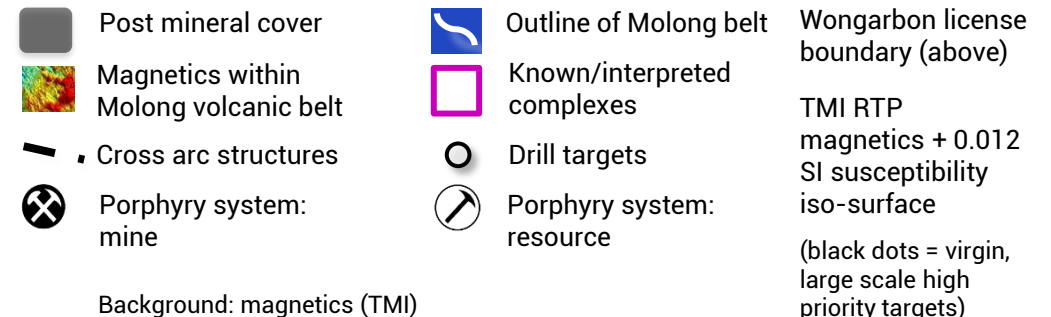 Post mineral cover
Magnetics within
Molong volcanic belt
Cross arc structures
Porphyry system:
mine
Background: magnetics (TMI)
Outline of Molong belt
Known/interpreted
complexes
Drill targets
Porphyry system:
resource
Wongarbon license
boundary (above)
TMI RTP
magnetics + 0.012
SI susceptibility
iso-surface
(black dots = virgin,
large scale high
priority targets)